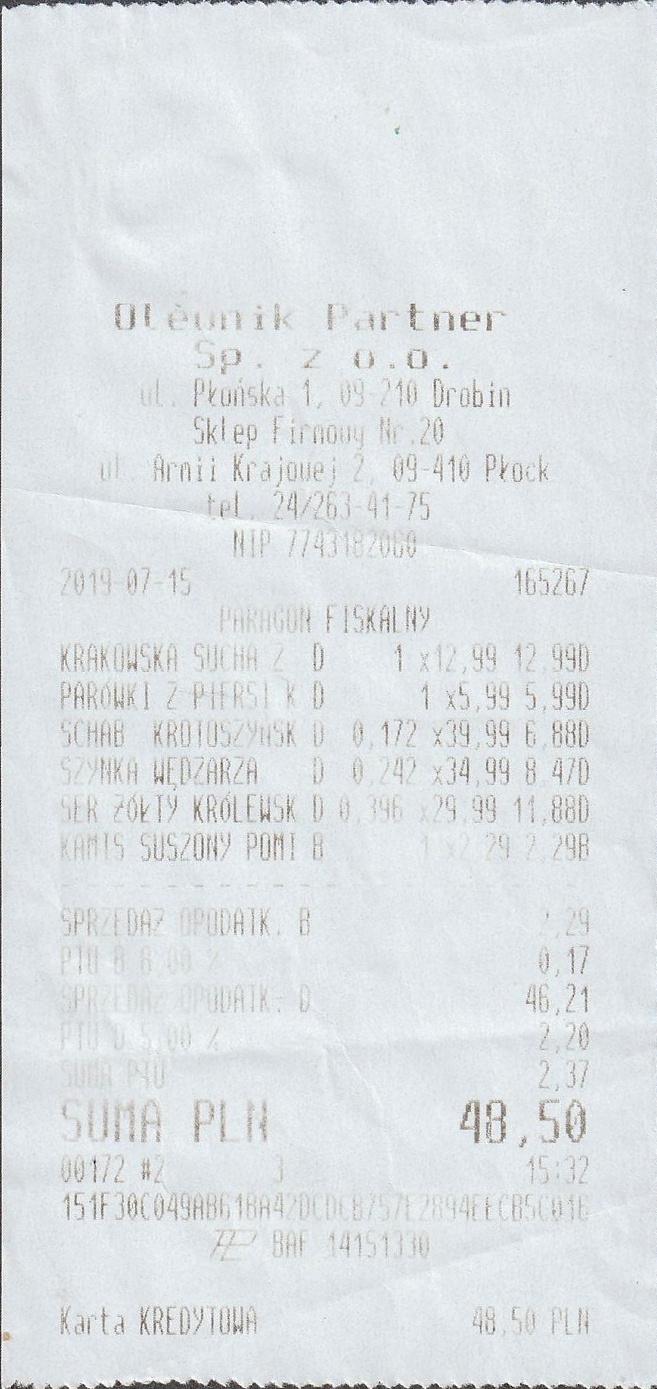 Olewnik Partner
Sp. z o.o.
ul. Płońska 1, 09-210 Drobin
Sklep Firmowy Nr.20
ul. Armii Krajowej 2, 09-410 Płock
tel. 24/263-41-75
NIP 7743182060
2019-07-15 165267
PARAGON FISKALNY
KRAKOWSKA SUCHA Z D 1 x12,99 12,99D
PARÓWKI Z PIERSI K D 1 x5,99 5,99D
SCHAB KROTOSZYŃSK D 0,172 x39,99 6,88D
SZYNKA WĘDZARZA D 0,242 x34,99 8,47D
SER ŻÓŁTY KRÓLEWSK D 0,396 x29,99 11,88D
KAMIS SUSZONY POMI B 1 x2,29 2,29B
SPRZEDAŻ OPODATK. B 2,29
PTU B 8,00 % 0,17
SPRZEDAŻ OPODATK. D 46,21
PTU D 5,00 % 2,20
SUMA PTU 2,37
SUMA PLN 48,50
00172 #2 3 15:32
BAF 14151330
Karta KREDYTOWA 48,50 PLN